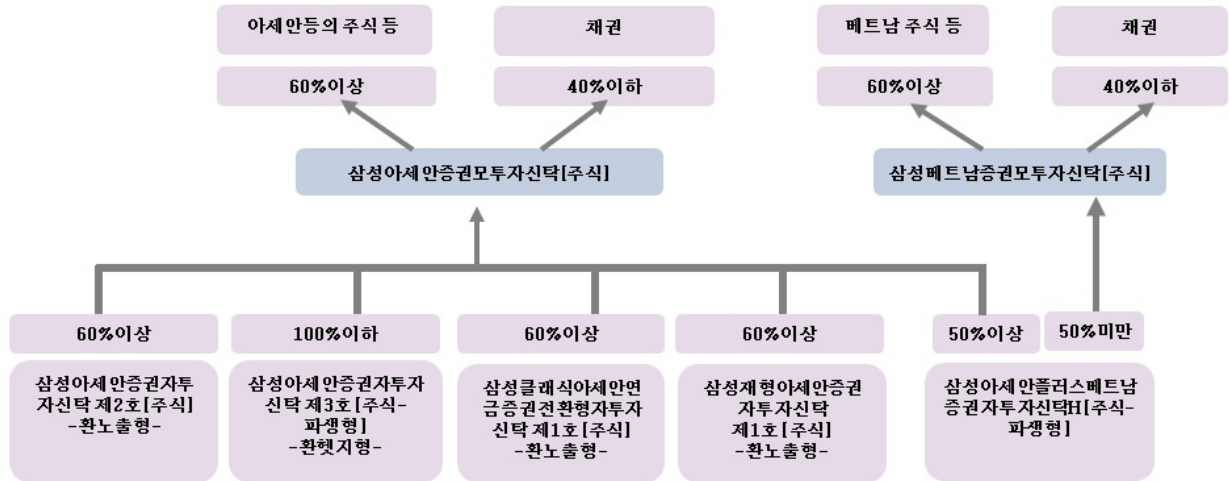 아세안등의 주식 등
채권
베트남 주식 등
채권
60%이상
40%이하
60%이상
40%이하
삼성아세안증권모투자신탁[주식]
삼성베트남증권모투자신탁[주식]
60%이상
100%이하
60%이상
60%이상
50%이상
50%미만
삼성아세안증권자투
자신탁 제2호[주식]
-환노출형-
삼성아세안증권자투자
신탁 제3호[주식-
파생형]
-환헷지형-
삼성클래식아세안연
금증권전환형자투자
신탁 제1호[주식]
-환노출형-
삼성재형아세안증권
자투자신탁
제1호[주식]
-환노출형-
삼성아세안플러스베트남
증권자투자신탁H[주식-
파생형]